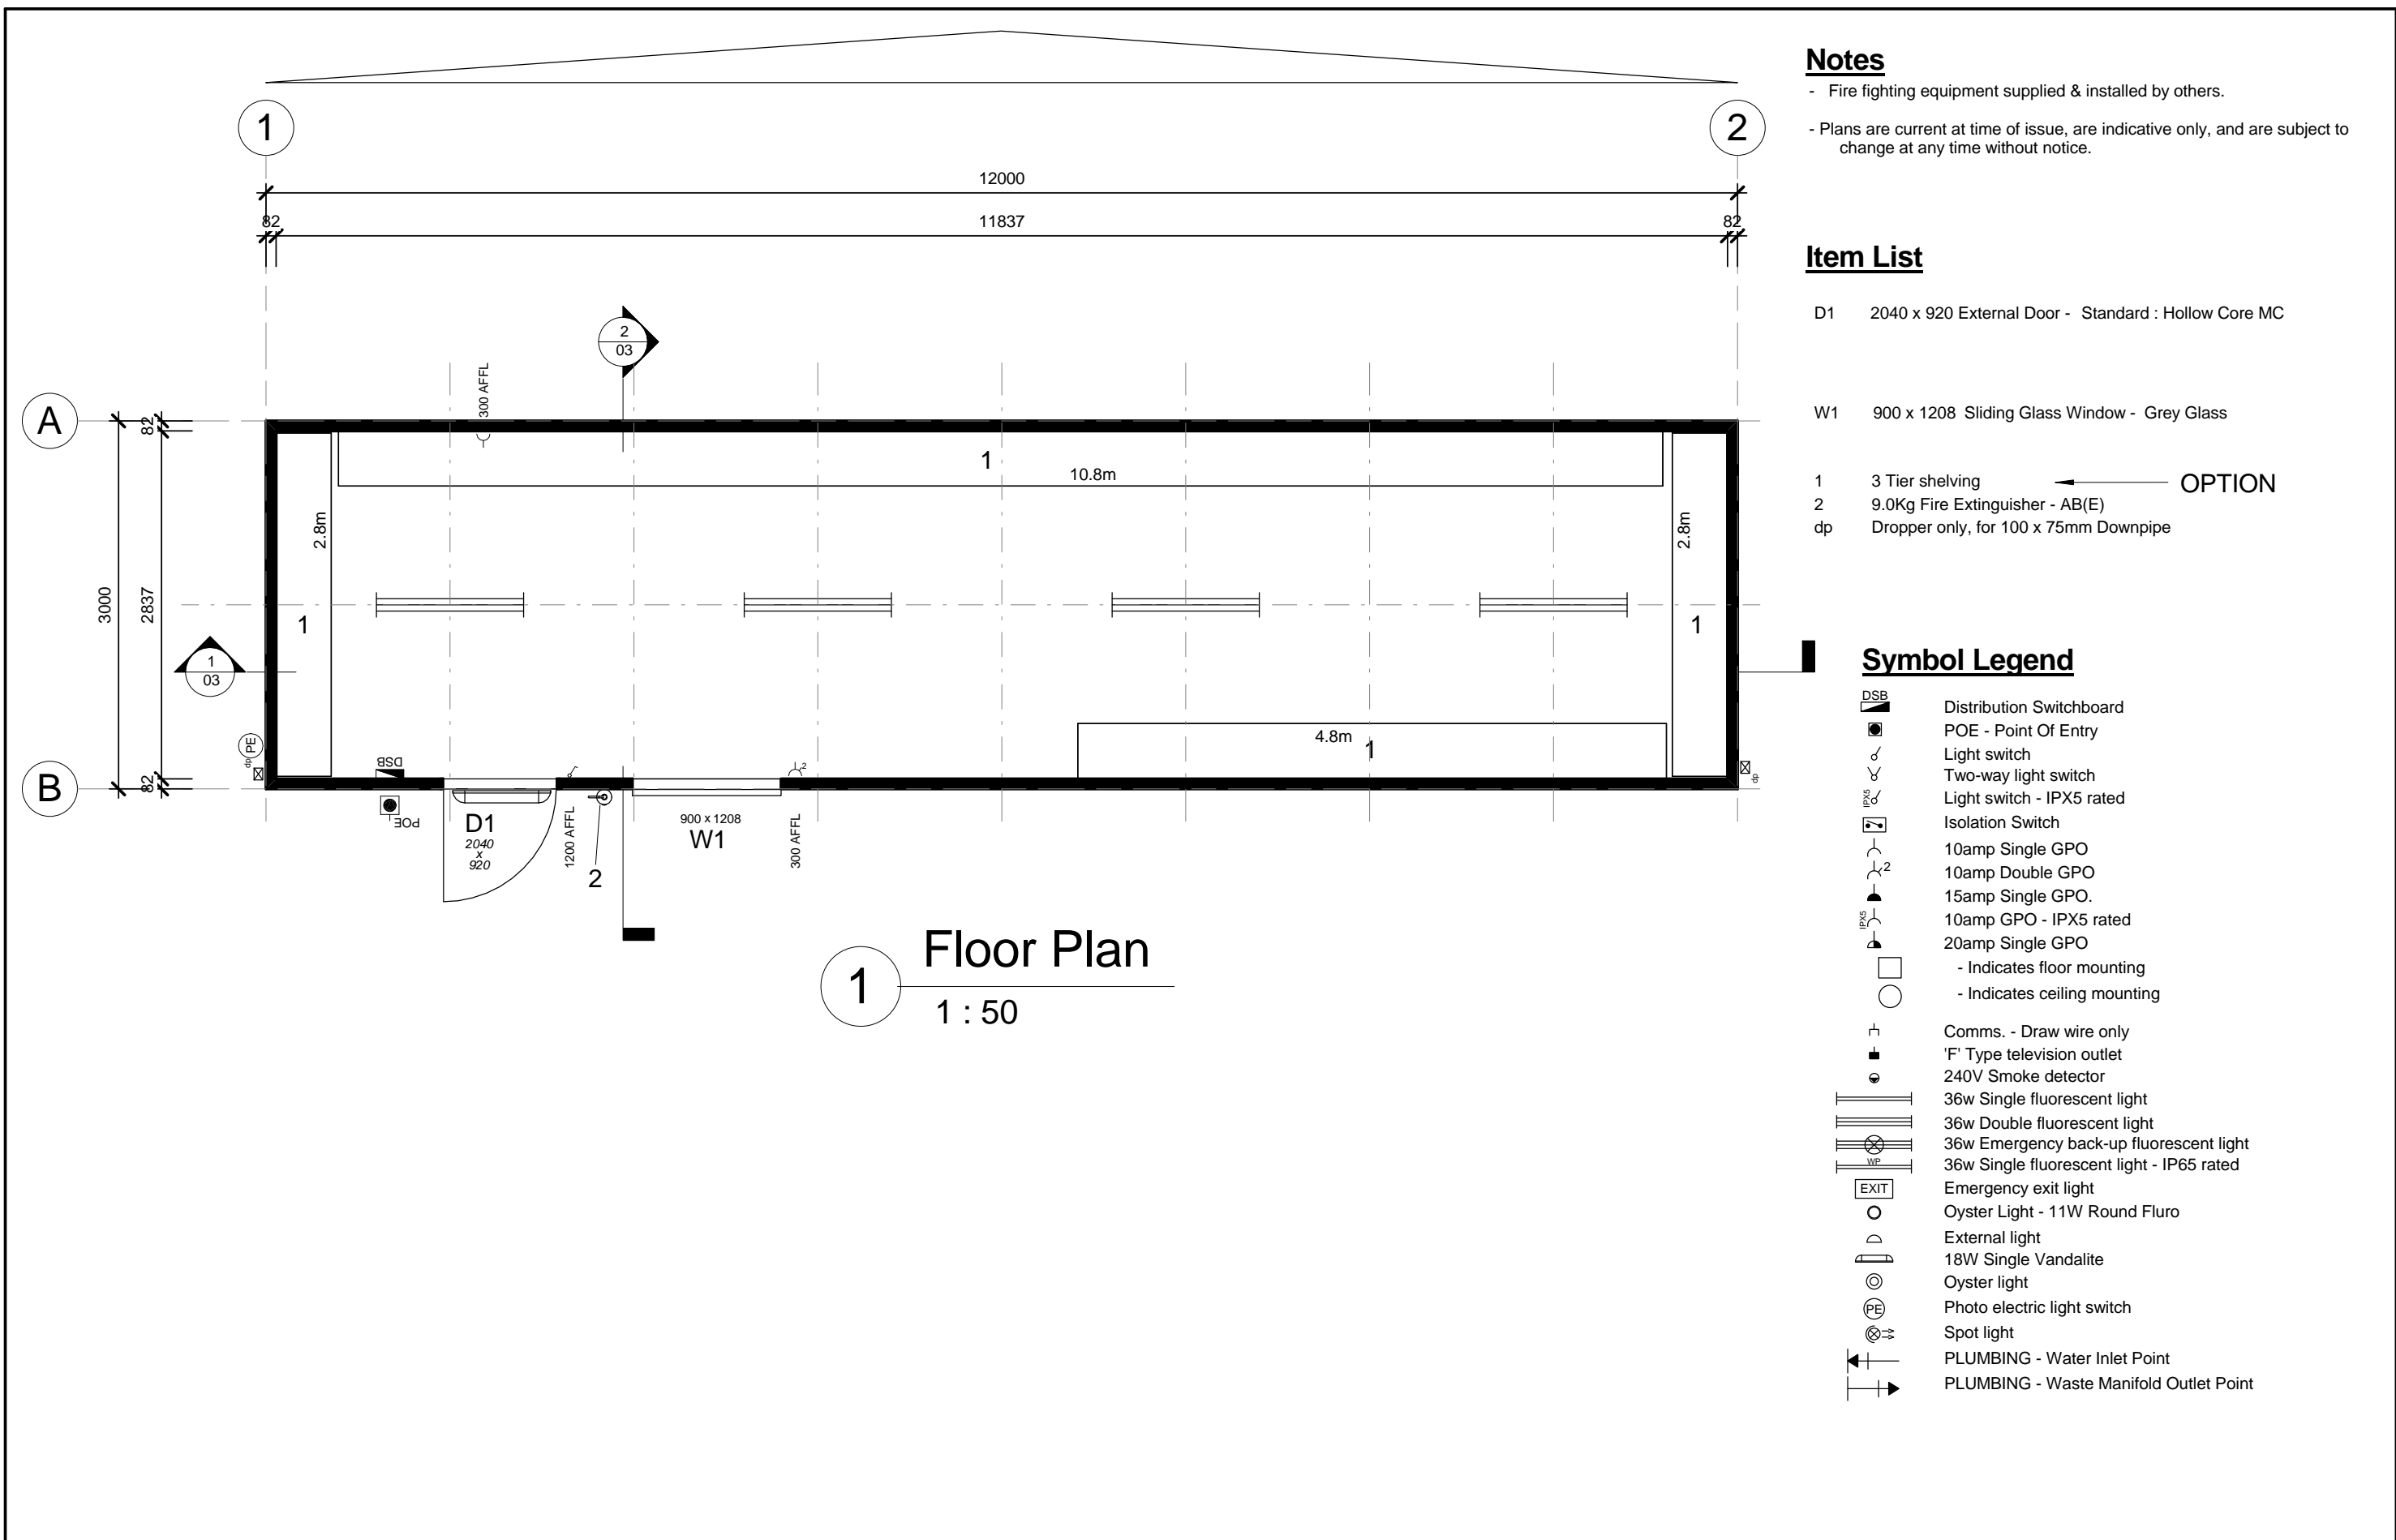 1
2
12000
82
11837
82
2
03
300 AFFL
A
82
1
10.8m
2.8m
2.8m
3000
2837
1
1
1
03
4.8m
1
PE
dp
DSB
2
dp
B
82
POE
D1
2040
x
920
1200 AFFL
2
900 x 1208
W1
300 AFFL
1
Floor Plan
1 : 50
Notes
- Fire fighting equipment supplied & installed by others.
- Plans are current at time of issue, are indicative only, and are subject to
change at any time without notice.
Item List
D1 2040 x 920 External Door - Standard : Hollow Core MC
W1 900 x 1208 Sliding Glass Window - Grey Glass
1 3 Tier shelving OPTION
2 9.0Kg Fire Extinguisher - AB(E)
dp Dropper only, for 100 x 75mm Downpipe
Symbol Legend
DSB Distribution Switchboard
POE - Point Of Entry
Light switch
Two-way light switch
IPX5 Light switch - IPX5 rated
Isolation Switch
10amp Single GPO
2 10amp Double GPO
15amp Single GPO.
IPX5 10amp GPO - IPX5 rated
20amp Single GPO
- Indicates floor mounting
- Indicates ceiling mounting
Comms. - Draw wire only
'F' Type television outlet
240V Smoke detector
36w Single fluorescent light
36w Double fluorescent light
36w Emergency back-up fluorescent light
WP 36w Single fluorescent light - IP65 rated
EXIT Emergency exit light
Oyster Light - 11W Round Fluro
External light
18W Single Vandalite
Oyster light
PE Photo electric light switch
Spot light
PLUMBING - Water Inlet Point
PLUMBING - Waste Manifold Outlet Point